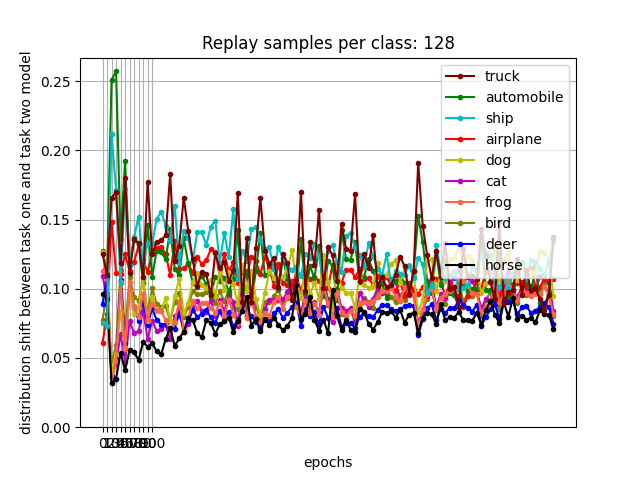 Replay samples per class: 128
distribution shift between task one and task two model
0.25
0.20
0.15
0.10
0.05
0.00
epochs
truck
automobile
ship
airplane
dog
cat
frog
bird
deer
horse